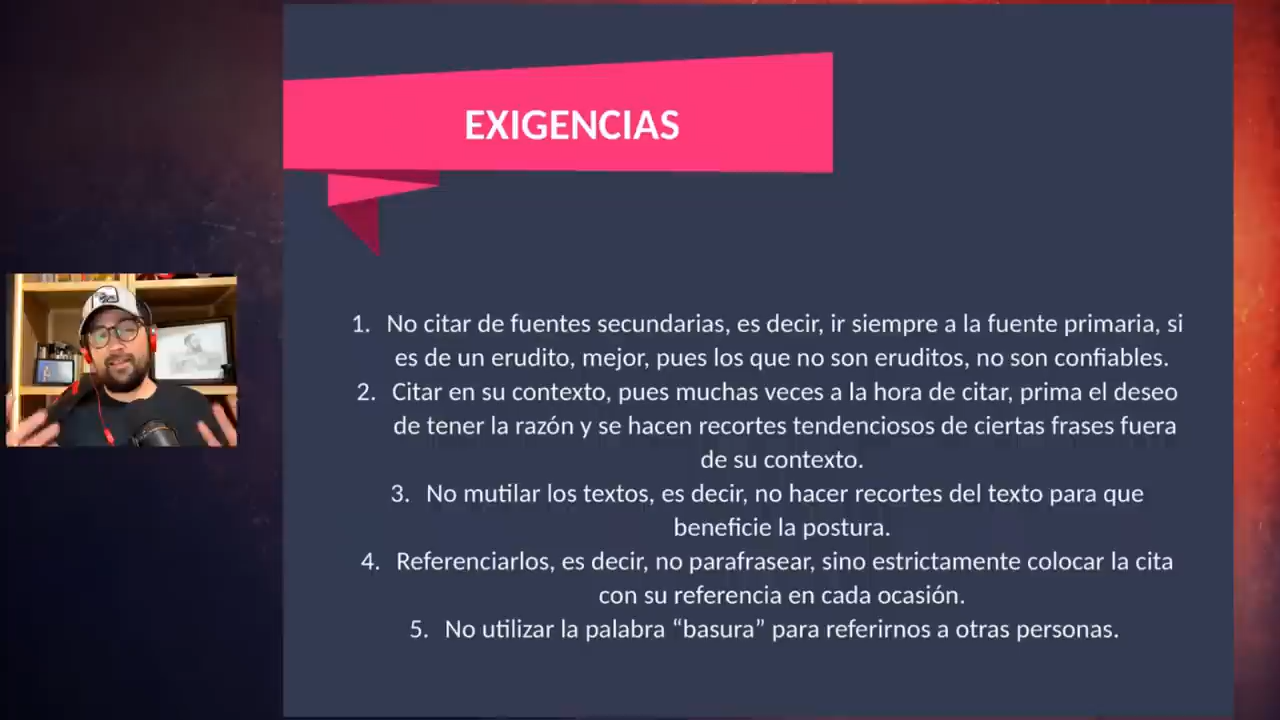 EXIGENCIAS
1. No citar de fuentes secundarias, es decir, ir siempre a la fuente primaria, si
es de un erudito, mejor, pues los que no son eruditos, no son confiables.
2. Citar en su contexto, pues muchas veces a la hora de citar, prima el deseo
de tener la razón y se hacen recortes tendenciosos de ciertas frases fuera
de su contexto.
3. No mutilar los textos, es decir, no hacer recortes del texto para que
beneficie la postura.
4. Referenciarlos, es decir, no parafrasear, sino estrictamente colocar la cita
con su referencia en cada ocasión.
5. No utilizar la palabra “basura” para referirnos a otras personas.